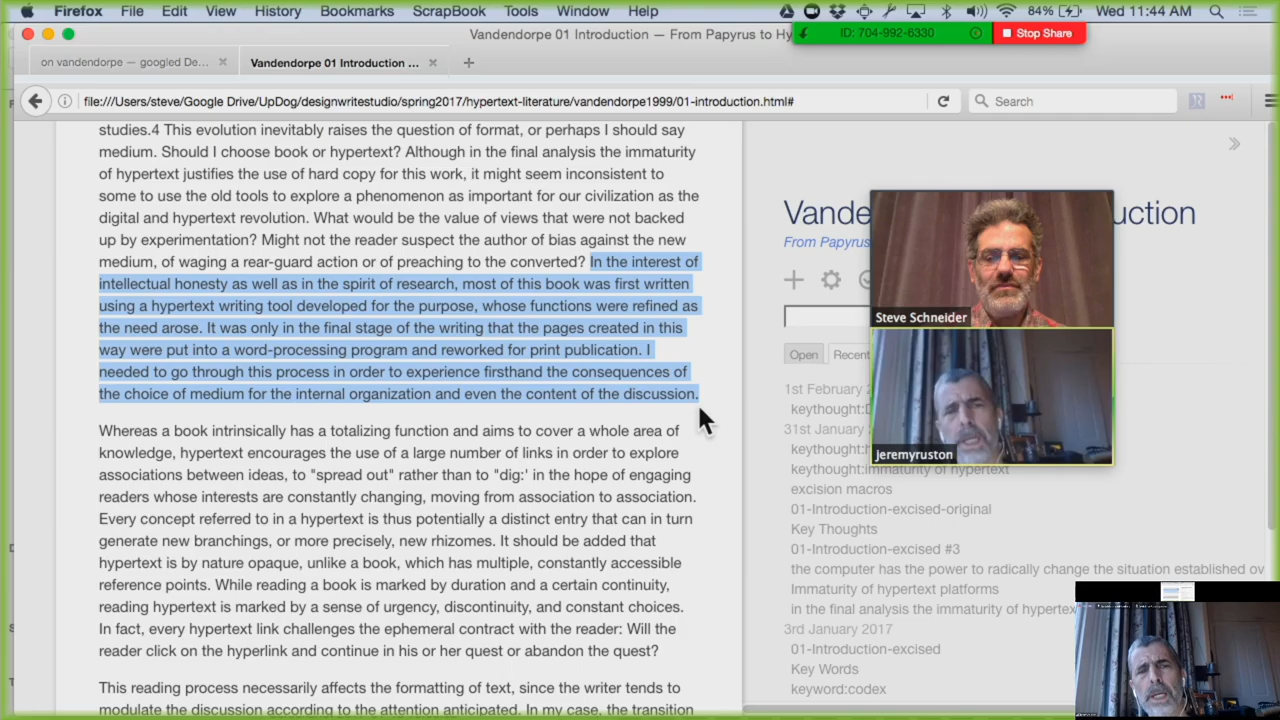 Firefox File Edit View History Bookmarks ScrapBook Tools Window Help
84% Wed 11:44 AM
Vandendorpe 01 Introduction — From Papyrus to Hy
ID: 704-992-6330
Stop Share
on vandendorpe — googled De...
Vandendorpe 01 Introduction ...
file:///Users/steve/Google Drive/UpDog/designwritestudio/spring2017/hypertext-literature/vandendorpe1999/01-introduction.html#
Search
studies.4 This evolution inevitably raises the question of format, or perhaps I should say
medium. Should I choose book or hypertext? Although in the final analysis the immaturity
of hypertext justifies the use of hard copy for this work, it might seem inconsistent to
some to use the old tools to explore a phenomenon as important for our civilization as the
digital and hypertext revolution. What would be the value of views that were not backed
up by experimentation? Might not the reader suspect the author of bias against the new
medium, of waging a rear-guard action or of preaching to the converted? In the interest of
intellectual honesty as well as in the spirit of research, most of this book was first written
using a hypertext writing tool developed for the purpose, whose functions were refined as
the need arose. It was only in the final stage of the writing that the pages created in this
way were put into a word-processing program and reworked for print publication. I
needed to go through this process in order to experience firsthand the consequences of
the choice of medium for the internal organization and even the content of the discussion.
Whereas a book intrinsically has a totalizing function and aims to cover a whole area of
knowledge, hypertext encourages the use of a large number of links in order to explore
associations between ideas, to "spread out" rather than to "dig:' in the hope of engaging
readers whose interests are constantly changing, moving from association to association.
Every concept referred to in a hypertext is thus potentially a distinct entry that can in turn
generate new branchings, or more precisely, new rhizomes. It should be added that
hypertext is by nature opaque, unlike a book, which has multiple, constantly accessible
reference points. While reading a book is marked by duration and a certain continuity,
reading hypertext is marked by a sense of urgency, discontinuity, and constant choices.
In fact, every hypertext link challenges the ephemeral contract with the reader: Will the
reader click on the hyperlink and continue in his or her quest or abandon the quest?
This reading process necessarily affects the formatting of text, since the writer tends to
modulate the discussion according to the attention anticipated. In my case, the transition
Vande
uction
From Papyrus
Open Recent
1st February
keythought:
31st January
keythought:
keythought:immaturity of hypertext
excision macros
01-Introduction-excised-original
Key Thoughts
01-Introduction-excised #3
the computer has the power to radically change the situation established ov
Immaturity of hypertext platforms
in the final analysis the immaturity of hypertex
3rd January 2017
01-Introduction-excised
Key Words
keyword:codex
Steve Schneider
jeremyruston